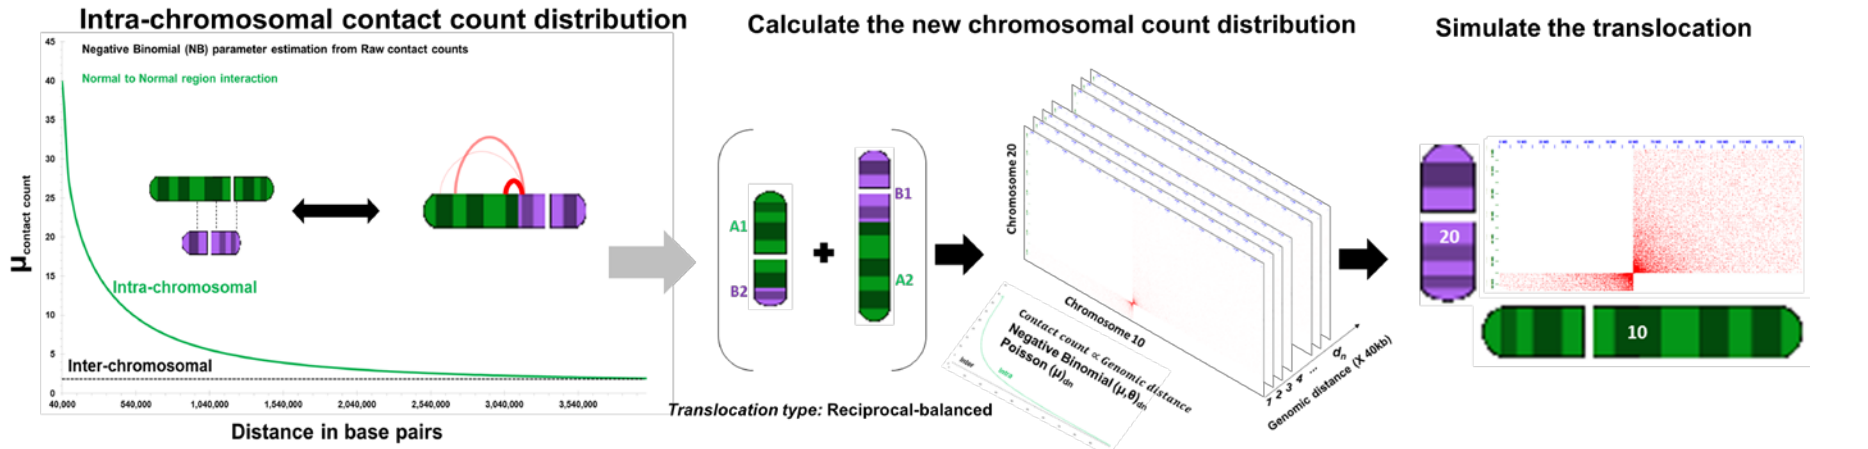 Intra-chromosomal contact count distribution
Negative Binomial (NB) parameter estimation from Raw contact counts
Normal to Normal region interaction
μcontact count
45
40
35
30
25
20
15
10
5
0
Intra-chromosomal
Inter-chromosomal
40,000 540,000 1,040,000 1,540,000 2,040,000 2,540,000 3,040,000 3,540,000
Distance in base pairs
Calculate the new chromosomal count distribution
A1
B2
+
B1
A2
Translocation type: Reciprocal-balanced
Chromosome 20
Chromosome 10
Contact count ∝ Genomic distance
Negative Binomial (μ,θ)dn
Poisson (μ)dn
Inter
Intra
1 2 3 4 ... dn
Genomic distance (X 40kb)
Simulate the translocation
20
10